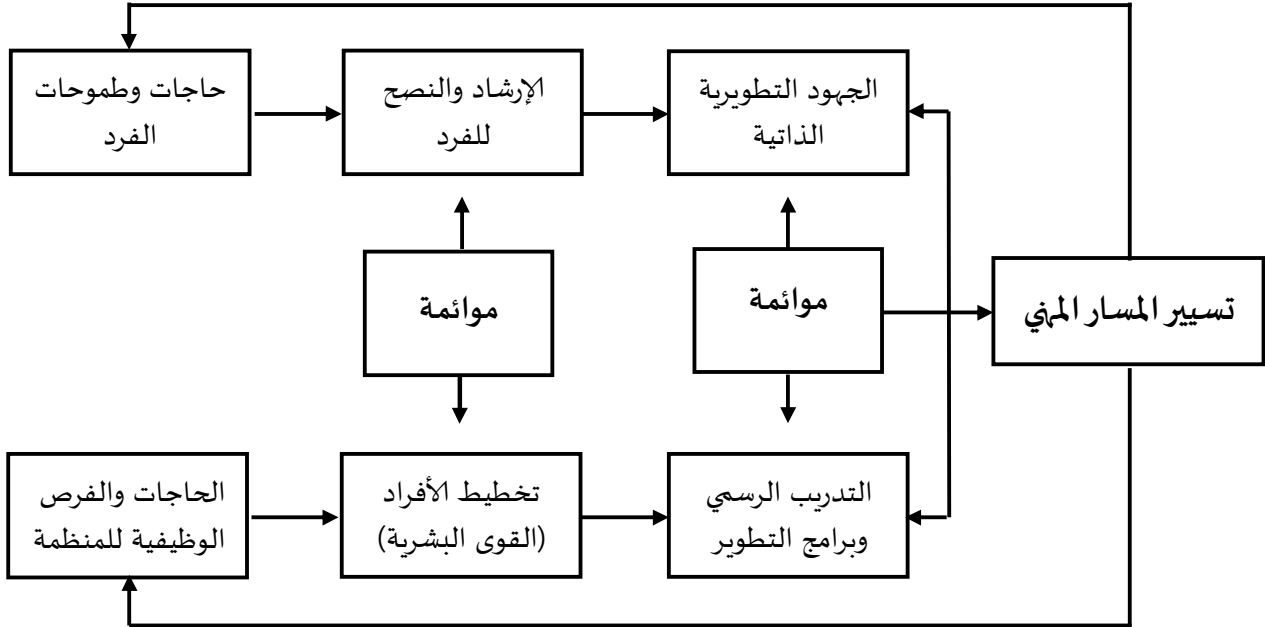 حاجات وطموحات
الفرد
الإرشاد والنصح
للفرد
الجهود التطويرية
الذاتية
موائمة
موائمة
تسيير المسار المهني
الحاجات والفرص
الوظيفية للمنظمة
تخطيط الأفراد
(القوى البشرية)
التدريب الرسمي
وبرامج التطوير